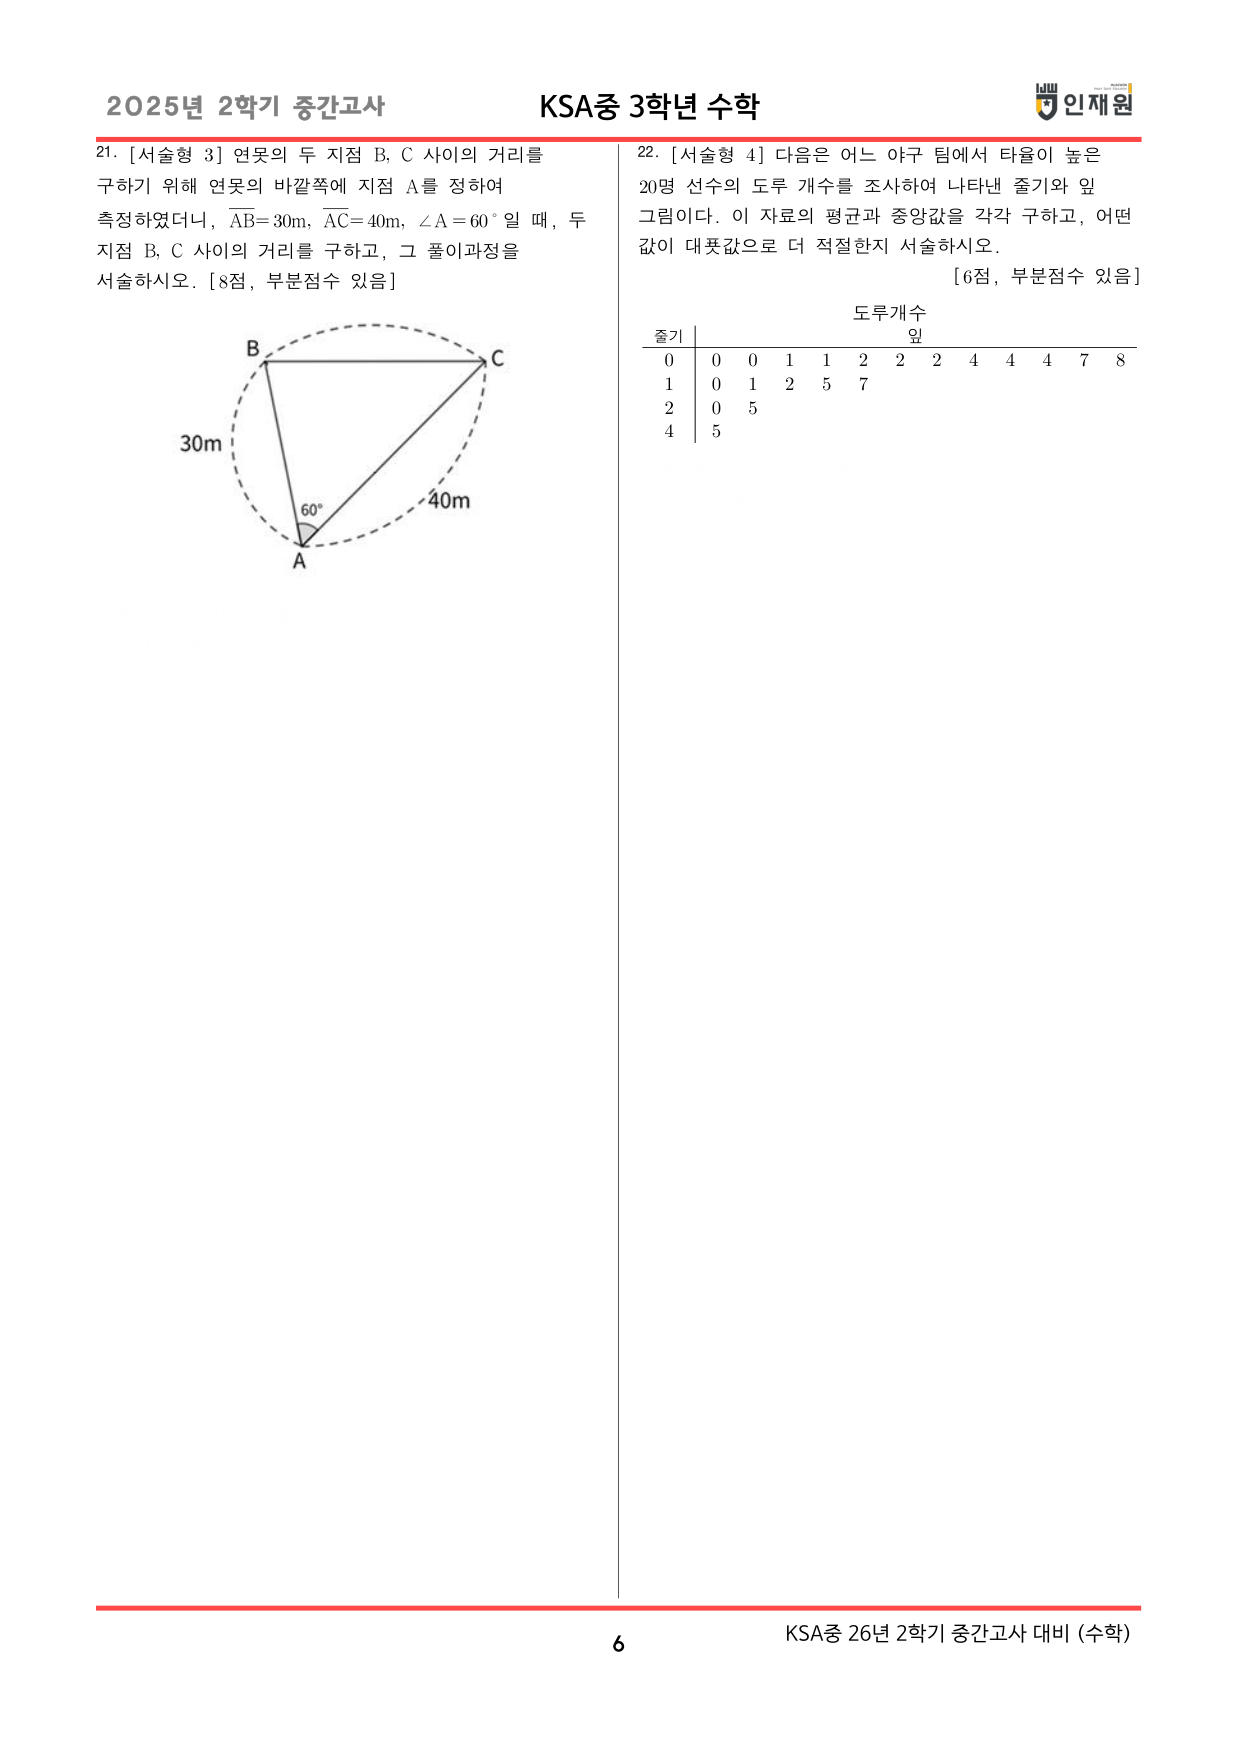 2025년 2학기 중간고사
KSA중 3학년 수학
인재원
21. [서술형 3] 연못의 두 지점 B, C 사이의 거리를
구하기 위해 연못의 바깥쪽에 지점 A를 정하여
측정하였더니, AB=30m, AC=40m, ∠A=60°일 때, 두
지점 B, C 사이의 거리를 구하고, 그 풀이과정을
서술하시오. [8점, 부분점수 있음]
B
C
30m
60°
40m
A
22. [서술형 4] 다음은 어느 야구 팀에서 타율이 높은
20명 선수의 도루 개수를 조사하여 나타낸 줄기와 잎
그림이다. 이 자료의 평균과 중앙값을 각각 구하고, 어떤
값이 대푯값으로 더 적절한지 서술하시오.
[6점, 부분점수 있음]
도루개수
줄기 잎
0 0 0 1 1 2 2 2 4 4 4 7 8
1 0 1 2 5 7
2 0 5
4 5
6
KSA중 26년 2학기 중간고사 대비 (수학)